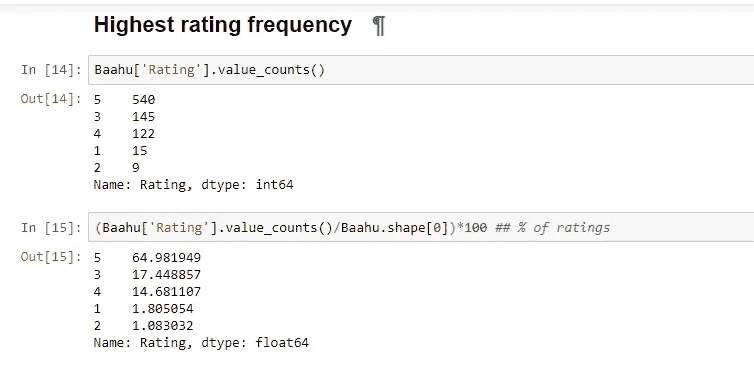 Highest rating frequency ¶
In [14]: Baahu['Rating'].value_counts()
Out[14]: 5 540
3 145
4 122
1 15
2 9
Name: Rating, dtype: int64
In [15]: (Baahu['Rating'].value_counts()/Baahu.shape[0])*100 ## % of ratings
Out[15]: 5 64.981949
3 17.448857
4 14.681107
1 1.805054
2 1.083032
Name: Rating, dtype: float64